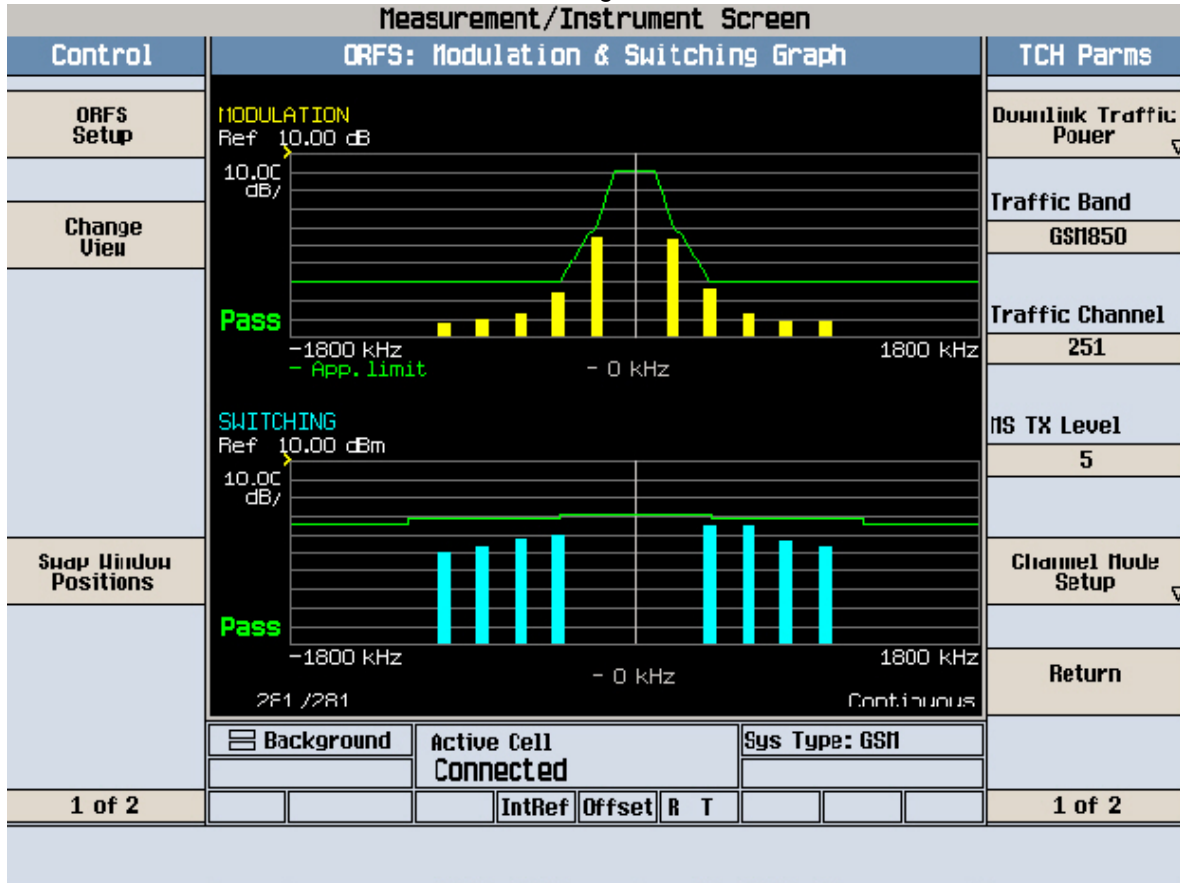 Measurement/Instrument Screen
Control
ORFS: Modulation & Switching Graph
TCH Parms
ORFS
Setup
Change
View
Swap Window
Positions
1 of 2
MODULATION
Ref 10.00 dB
10.00
dB/
Pass
-1800 kHz
1800 kHz
- App. limit
- 0 kHz
SWITCHING
Ref 10.00 dBm
10.00
dB/
Pass
-1800 kHz
1800 kHz
- 0 kHz
281 /281
Continuous
Background
Active Cell
Connected
Sys Type: GSM
IntRef
Offset
R T
Downlink Traffic
Power
Traffic Band
GSM850
Traffic Channel
251
MS TX Level
5
Channel Mode
Setup
Return
1 of 2